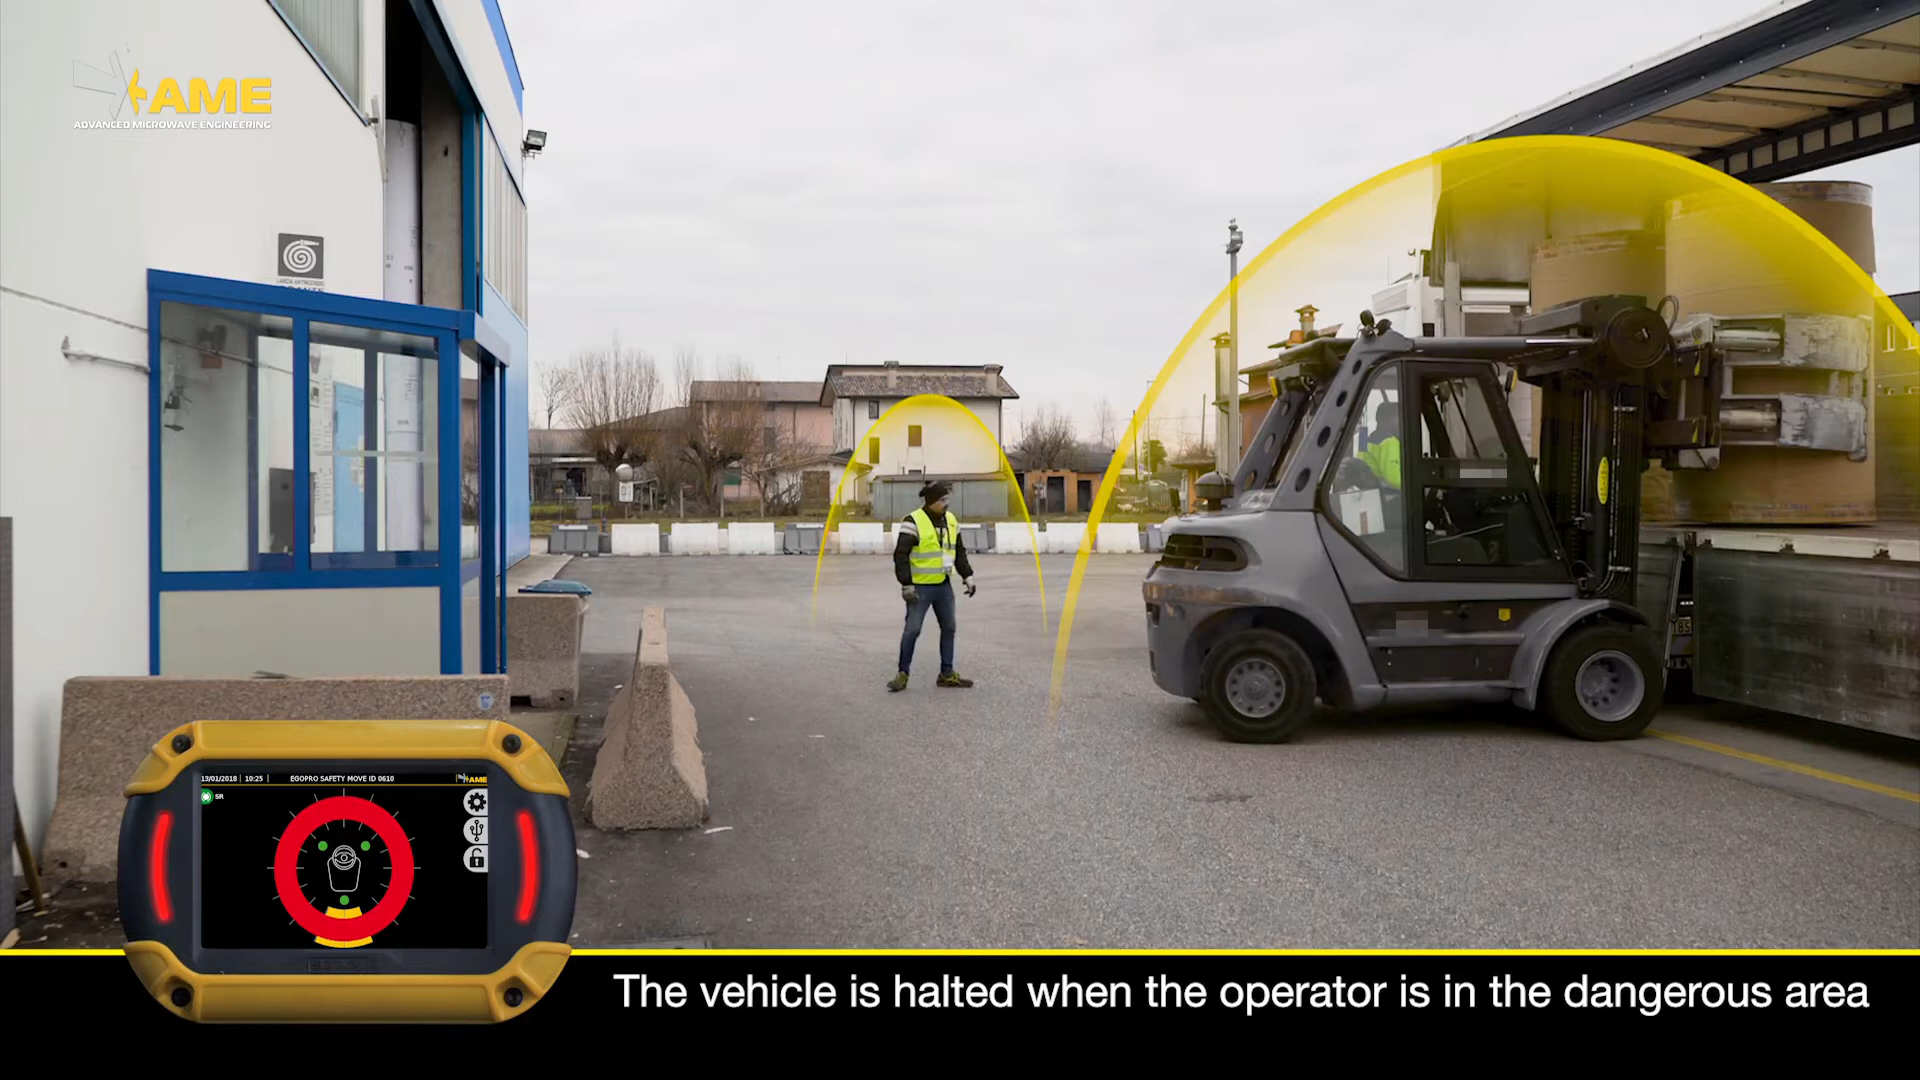 AME
ADVANCED MICROWAVE ENGINEERING
13/01/2018 | 10:25 | EGOPRO SAFETY MOVE ID 0610
AME
SR
The vehicle is halted when the operator is in the dangerous area